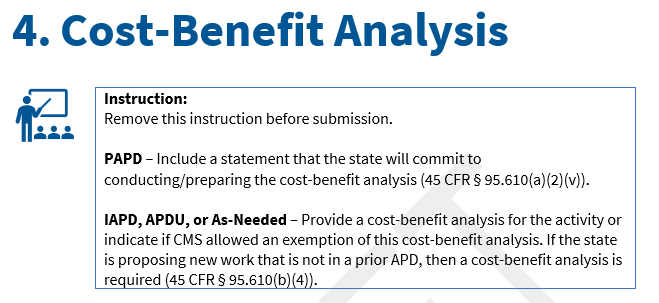 4. Cost-Benefit Analysis
Instruction:
Remove this instruction before submission.
PAPD – Include a statement that the state will commit to
conducting/preparing the cost-benefit analysis (45 CFR § 95.610(a)(2)(v)).
IAPD, APDU, or As-Needed – Provide a cost-benefit analysis for the activity or
indicate if CMS allowed an exemption of this cost-benefit analysis. If the state
is proposing new work that is not in a prior APD, then a cost-benefit analysis is
required (45 CFR § 95.610(b)(4)).